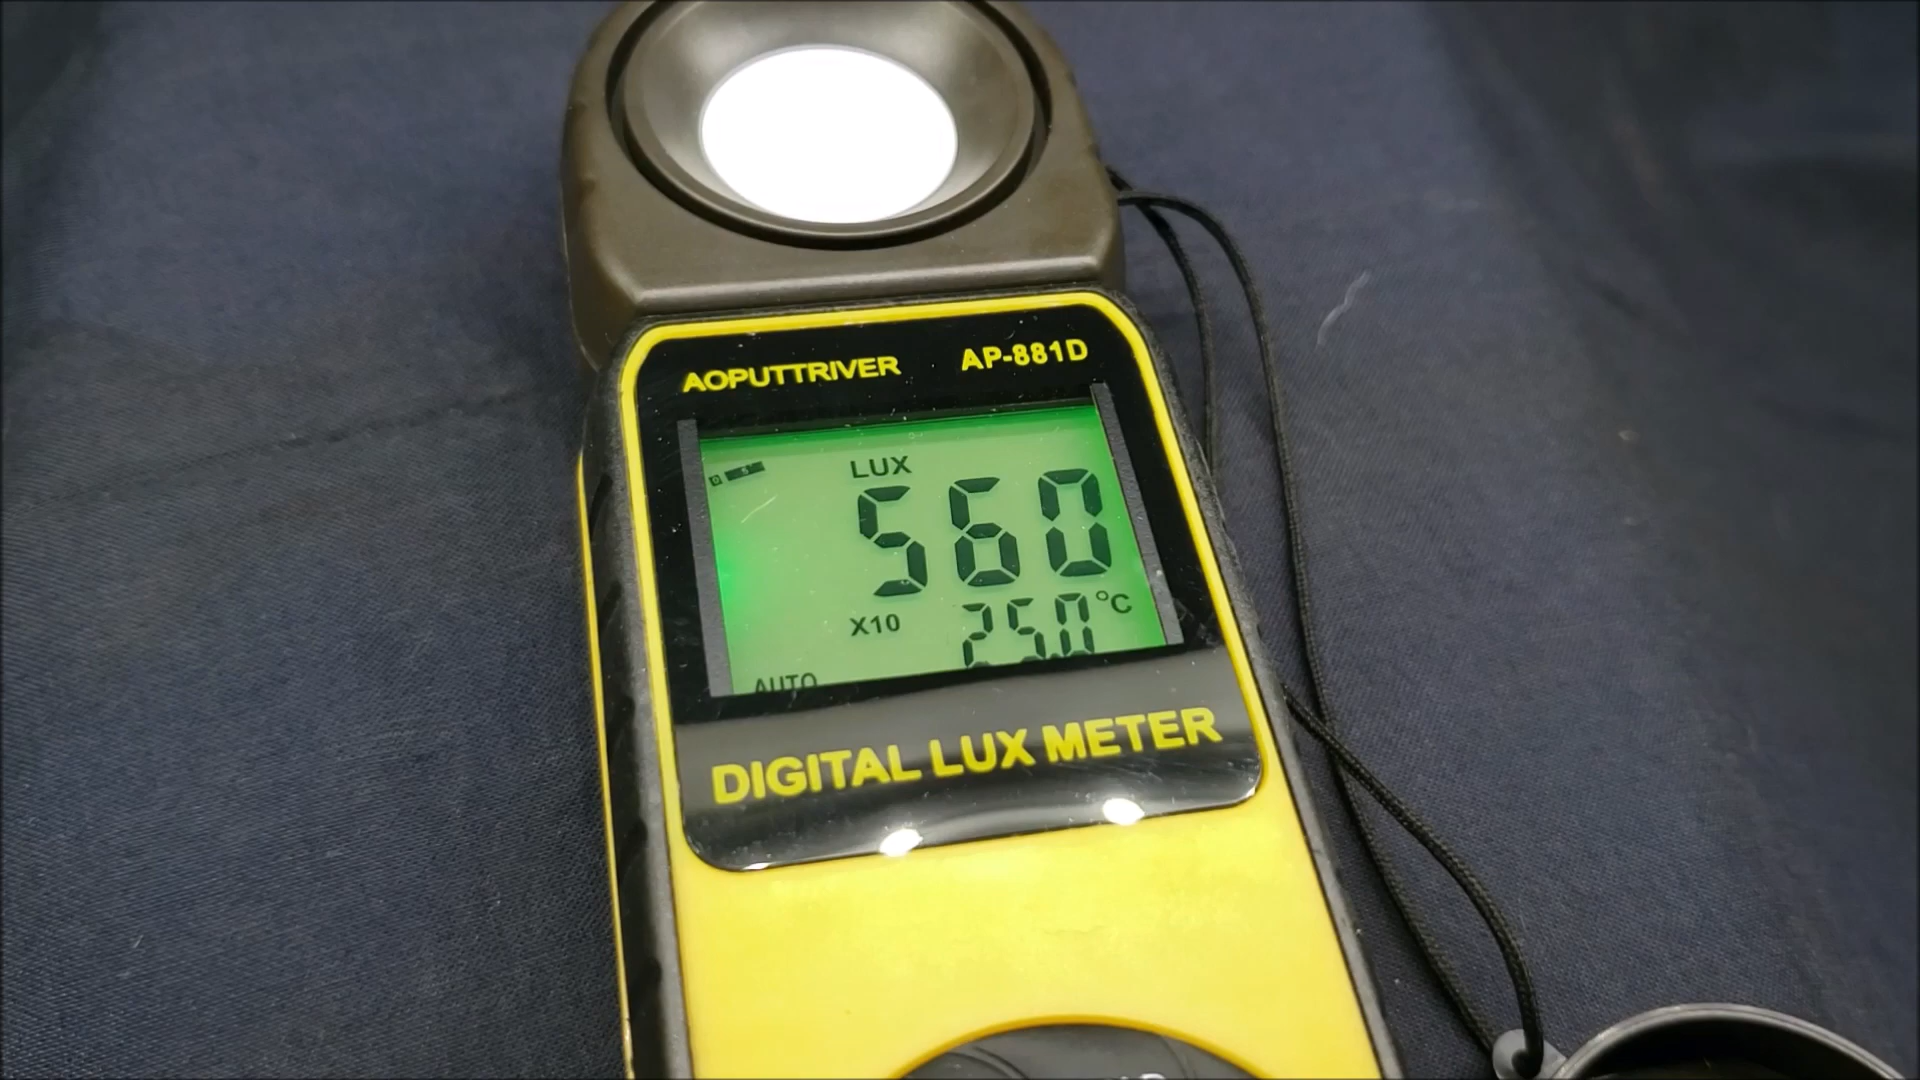 AOPUTTRIVER AP-881D
LUX
560
X10 25.0 °C
AUTO
DIGITAL LUX METER